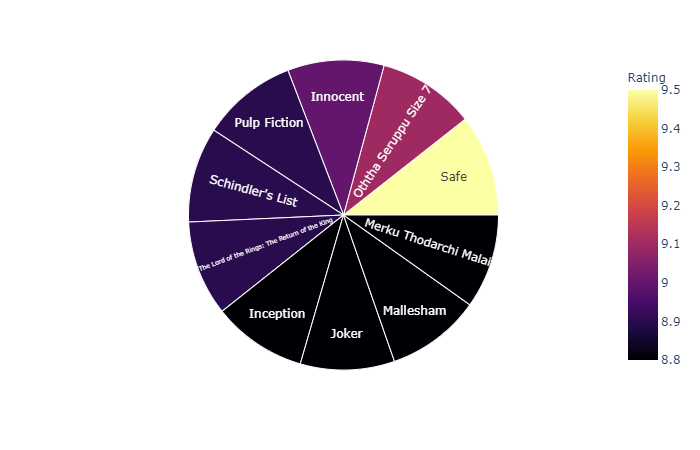 Rating
9.5
9.4
9.3
9.2
9.1
9
8.9
8.8
Safe
Oththa Seruppu Size 7
Innocent
Pulp Fiction
Schindler's List
The Lord of the Rings: The Return of the King
Inception
Joker
Mallesham
Merku Thodarchi Malai